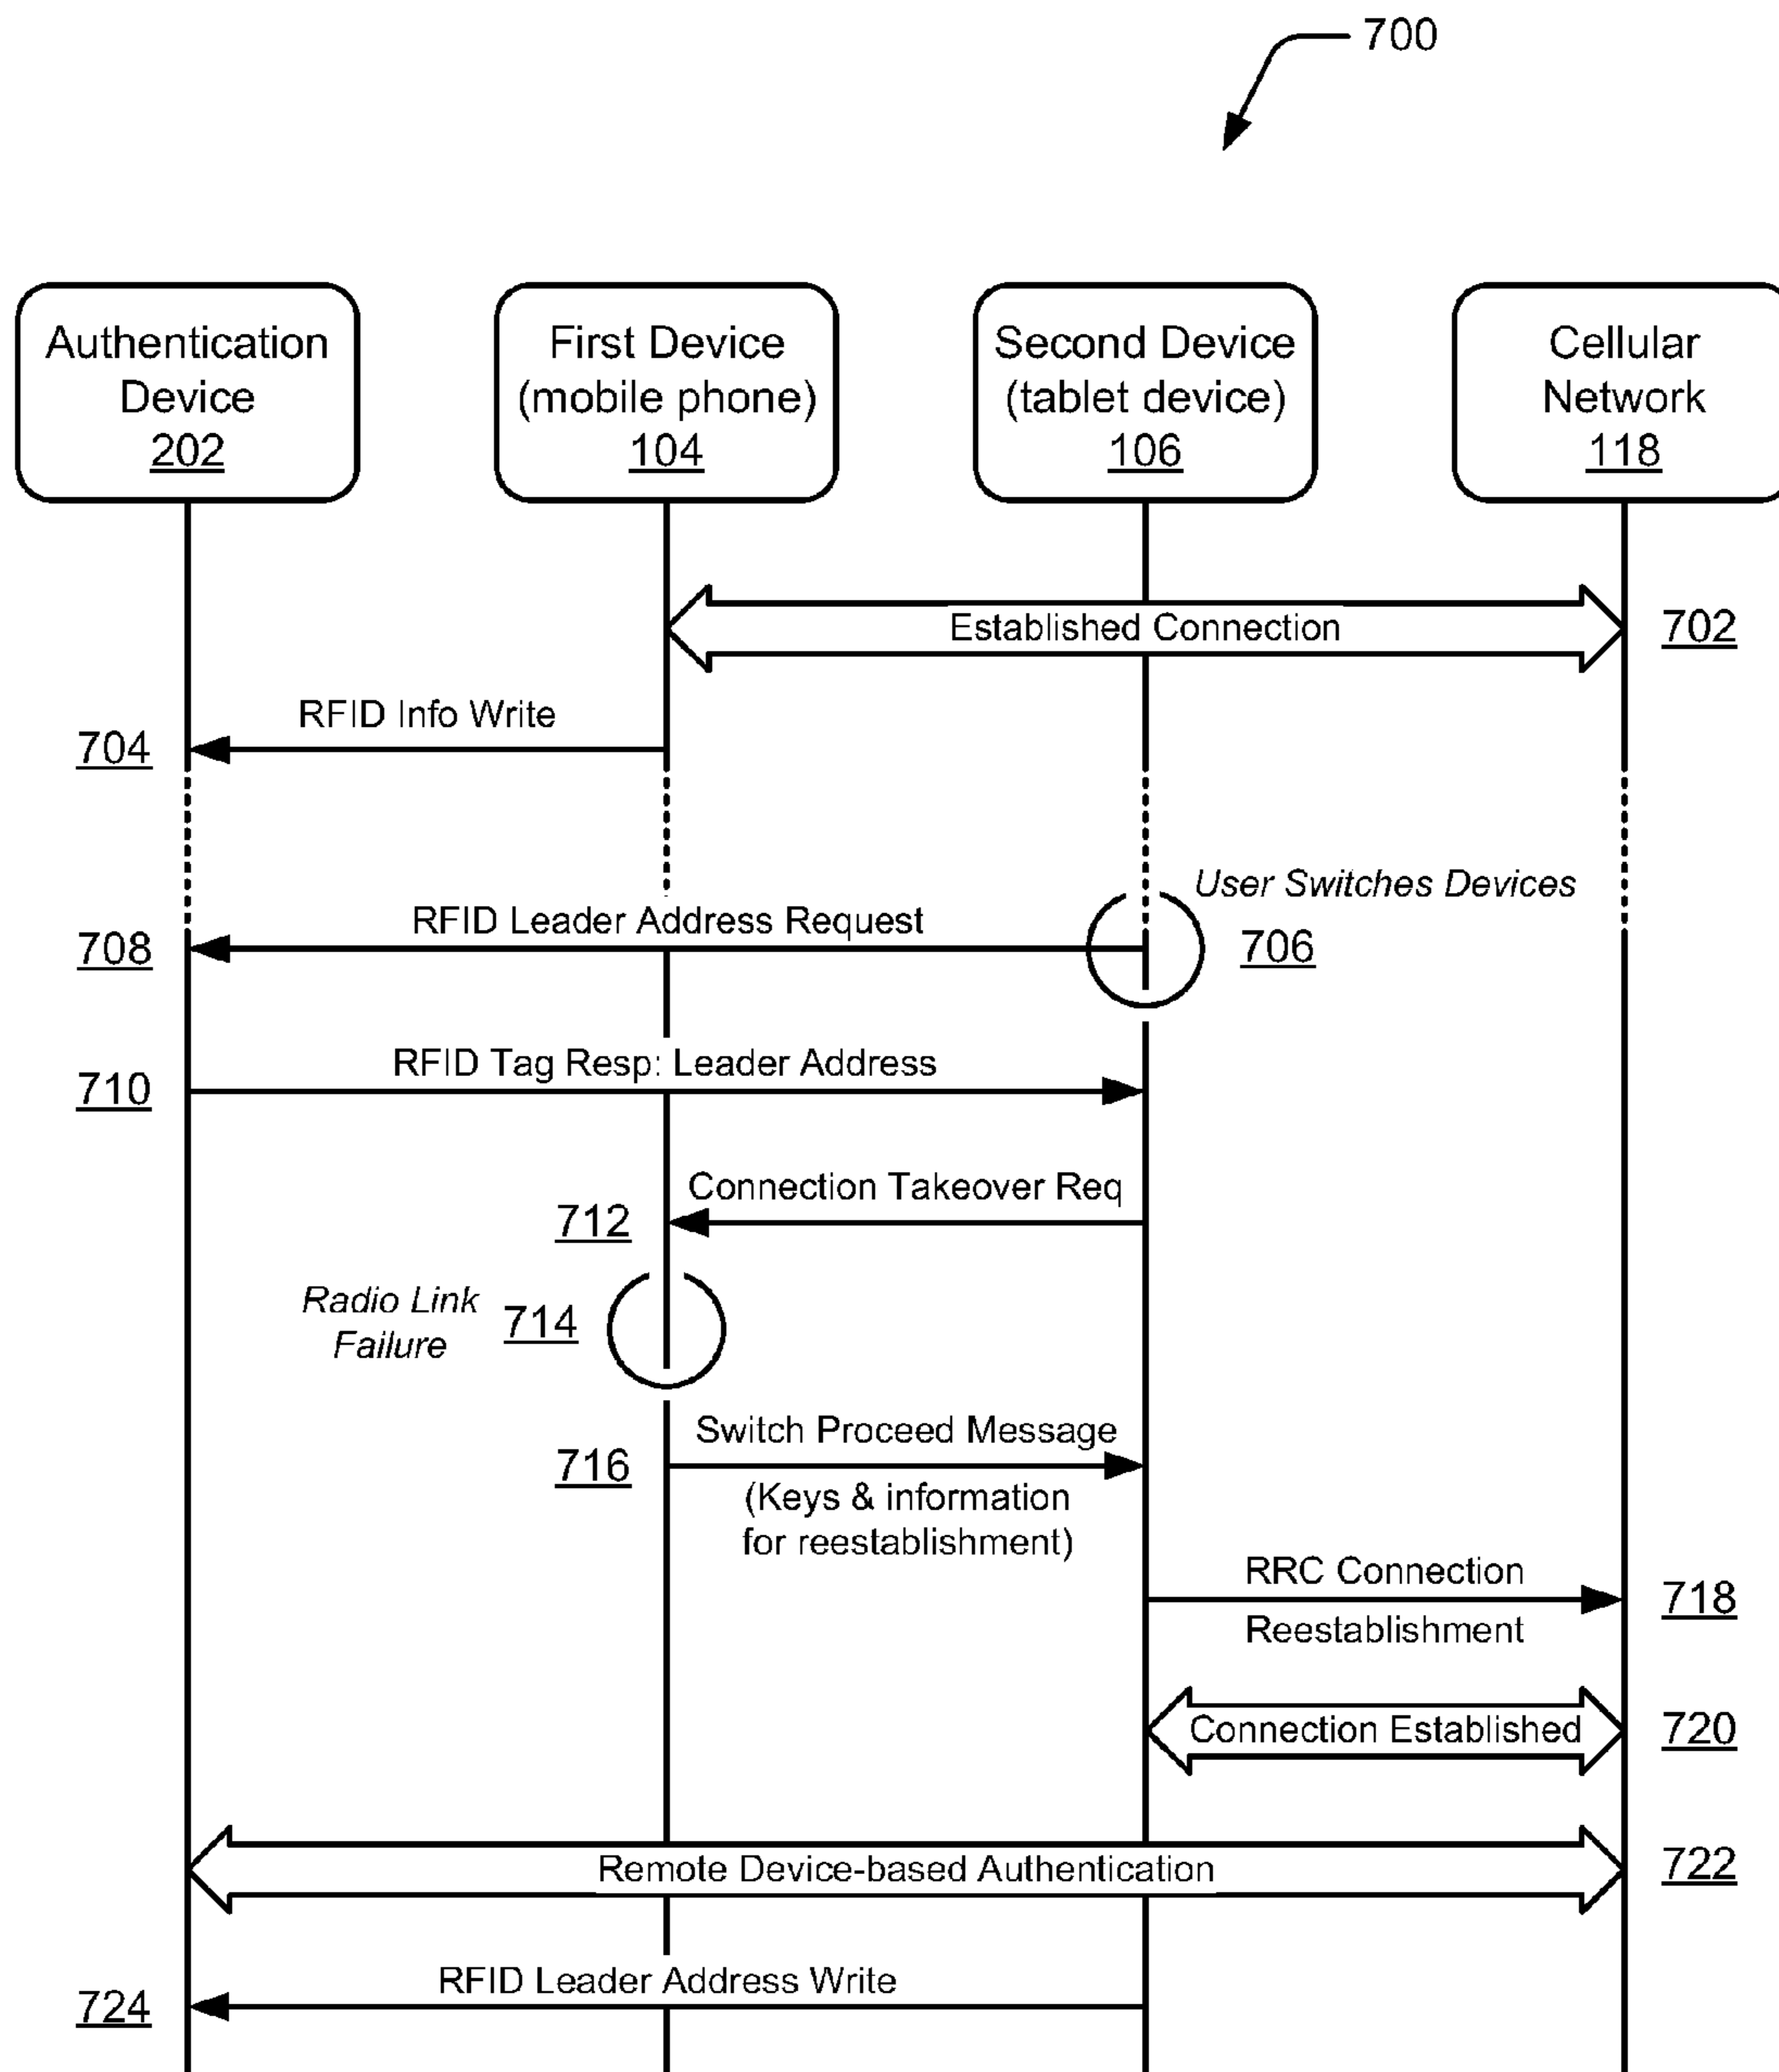 700
Authentication
Device
202
First Device
(mobile phone)
104
Second Device
(tablet device)
106
Cellular
Network
118
Established Connection
702
RFID Info Write
704
User Switches Devices
706
RFID Leader Address Request
708
RFID Tag Resp: Leader Address
710
Connection Takeover Req
712
Radio Link
Failure
714
Switch Proceed Message
716
(Keys & information
for reestablishment)
RRC Connection
718
Reestablishment
Connection Established
720
Remote Device-based Authentication
722
RFID Leader Address Write
724